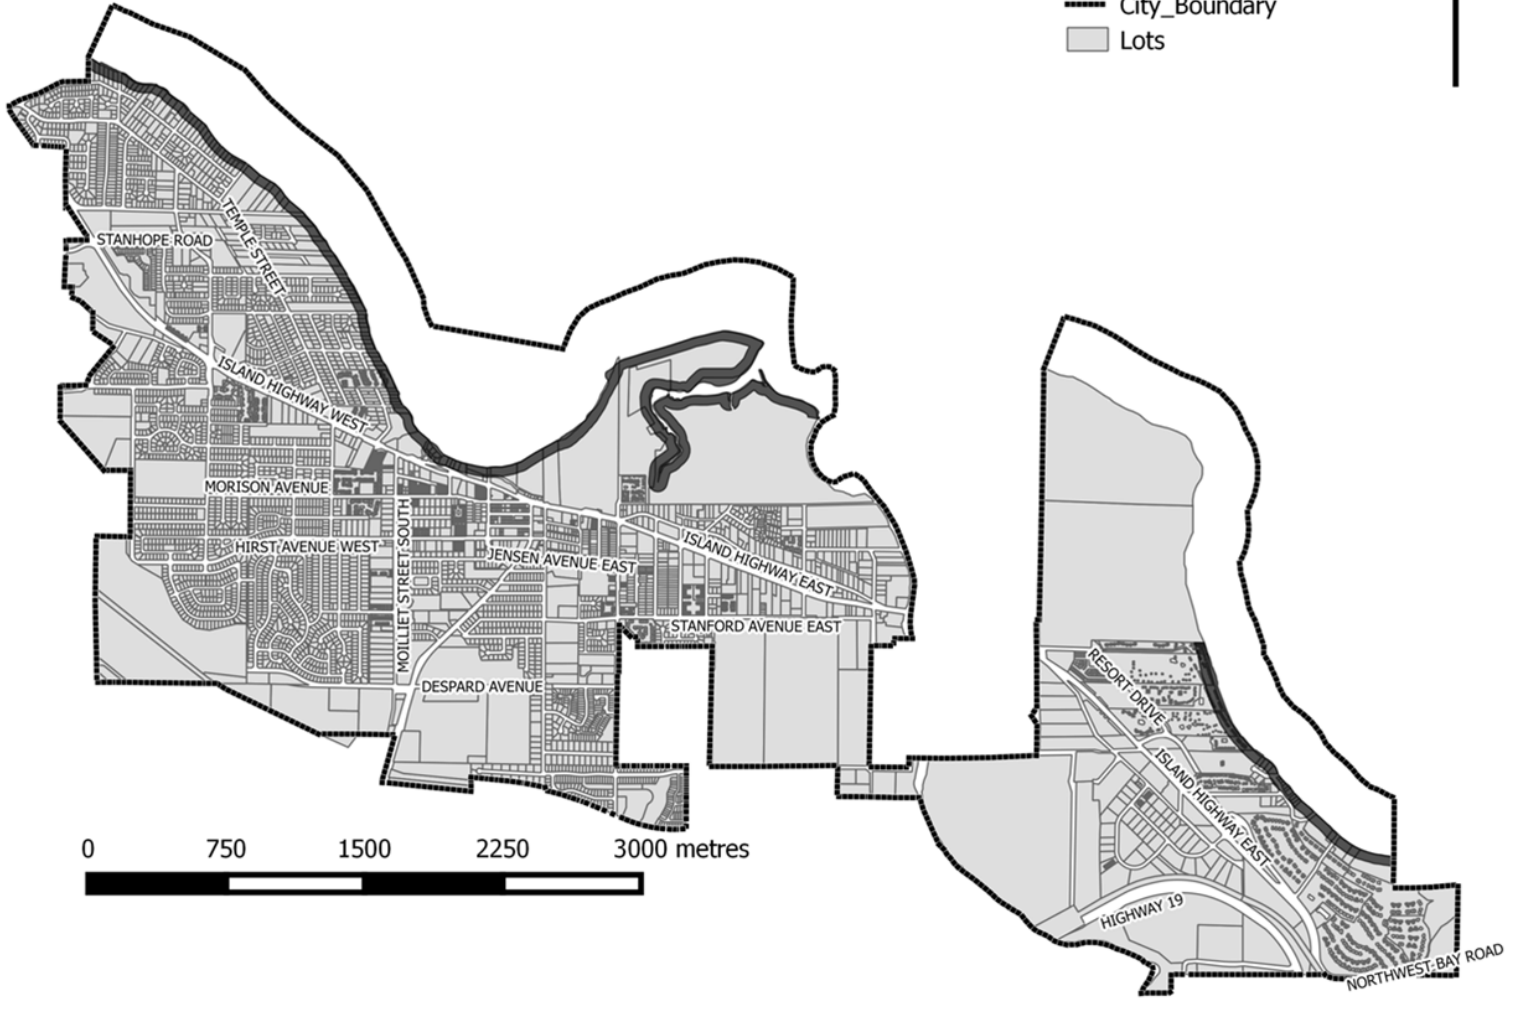 City_Boundary
Lots
TEMPLE STREET
STANHOPE ROAD
ISLAND HIGHWAY WEST
MORISON AVENUE
MOILLIET STREET SOUTH
HIRST AVENUE WEST
JENSEN AVENUE EAST
ISLAND HIGHWAY EAST
STANFORD AVENUE EAST
DESPARD AVENUE
RESORT DRIVE
ISLAND HIGHWAY EAST
HIGHWAY 19
NORTHWEST BAY ROAD
0 750 1500 2250 3000 metres